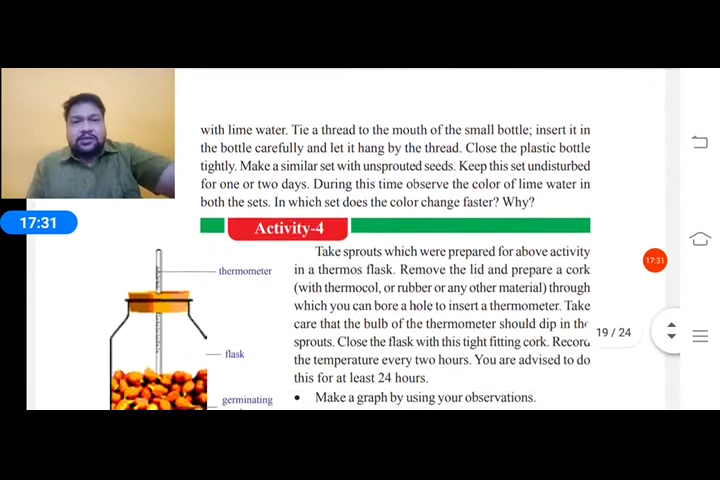 with lime water. Tie a thread to the mouth of the small bottle; insert it in
the bottle carefully and let it hang by the thread. Close the plastic bottle
tightly. Make a similar set with unsprouted seeds. Keep this set undisturbed
for one or two days. During this time observe the color of lime water in
both the sets. In which set does the color change faster? Why?
17:31
Activity-4
Take sprouts which were prepared for above activity
in a thermos flask. Remove the lid and prepare a cork
(with thermocol, or rubber or any other material) through
which you can bore a hole to insert a thermometer. Take
care that the bulb of the thermometer should dip in the
sprouts. Close the flask with this tight fitting cork. Record
the temperature every two hours. You are advised to do
this for at least 24 hours.
• Make a graph by using your observations.
thermometer
flask
germinating
17:31
19 / 24